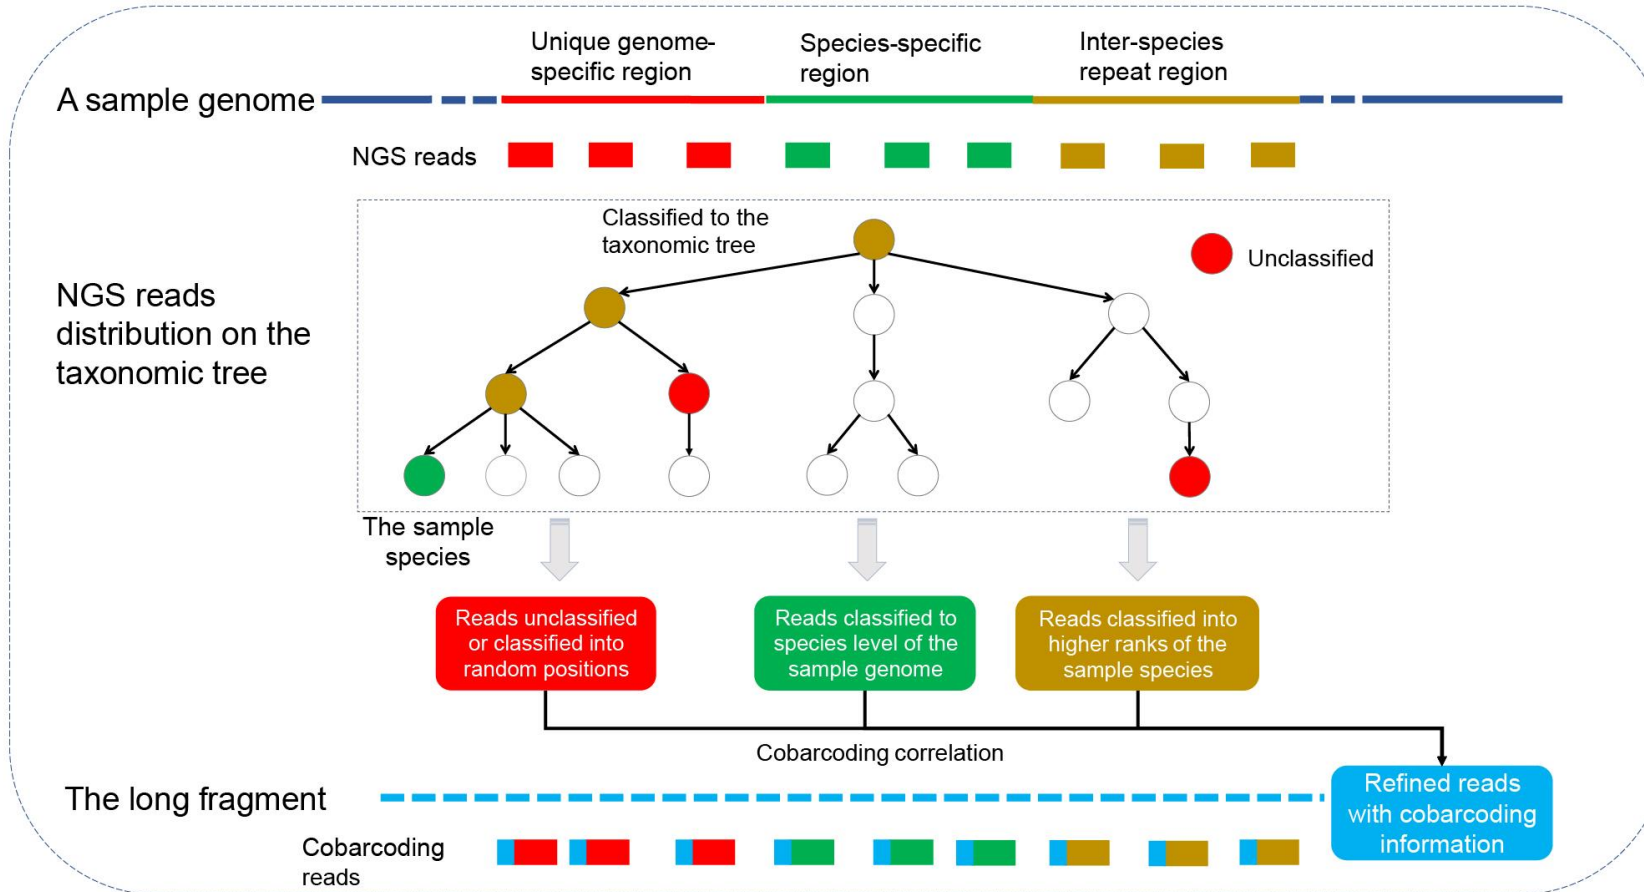 Unique genome-
specific region
Species-specific
region
Inter-species
repeat region
A sample genome
NGS reads
Classified to the
taxonomic tree
Unclassified
NGS reads
distribution on the
taxonomic tree
The sample
species
Reads unclassified
or classified into
random positions
Reads classified to
species level of the
sample genome
Reads classified into
higher ranks of the
sample species
Cobarcoding correlation
The long fragment
Refined reads
with cobarcoding
information
Cobarcoding
reads